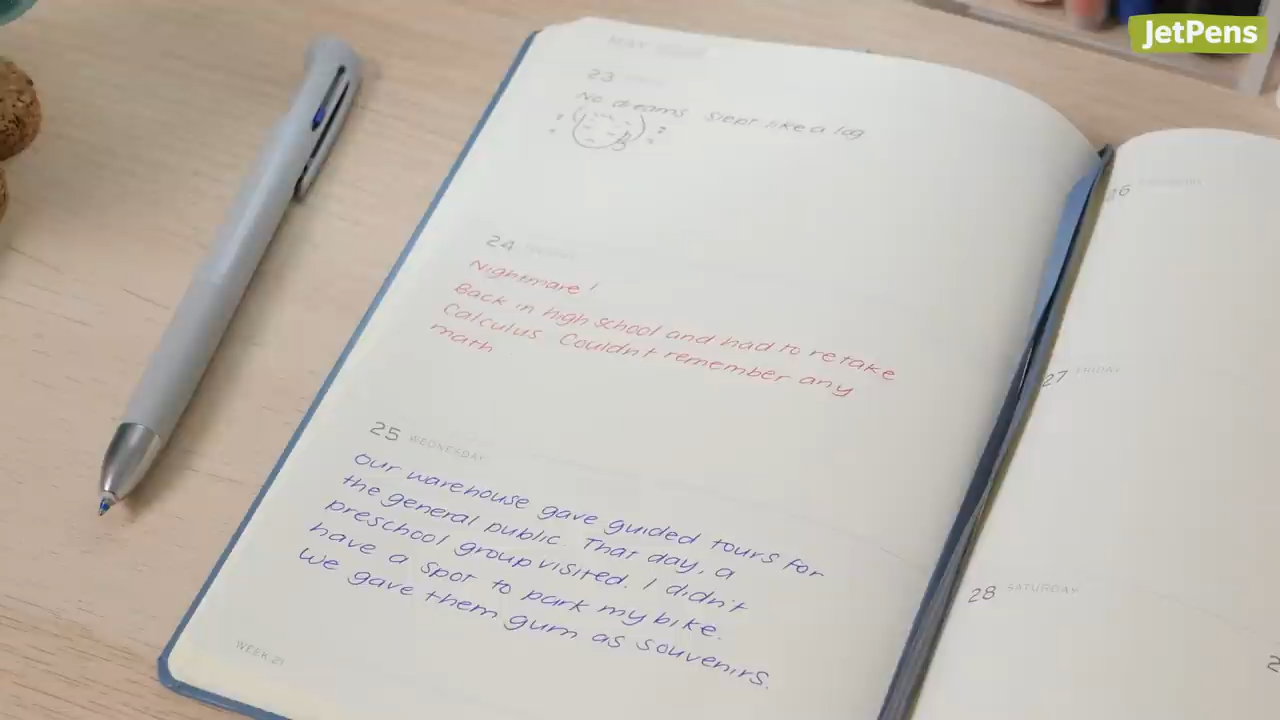 JetPens
MAY
23
No dreams slept like a log
24
Nightmare!
Back in high school and had to retake
Calculus. Couldn't remember any
math
25 WEDNESDAY
Our warehouse gave guided tours for
the general public. That day, a
preschool group visited. I didn't
have a spot to park my bike.
We gave them gum as souvenirs.
WEEK 21
26
27 FRIDAY
28 SATURDAY